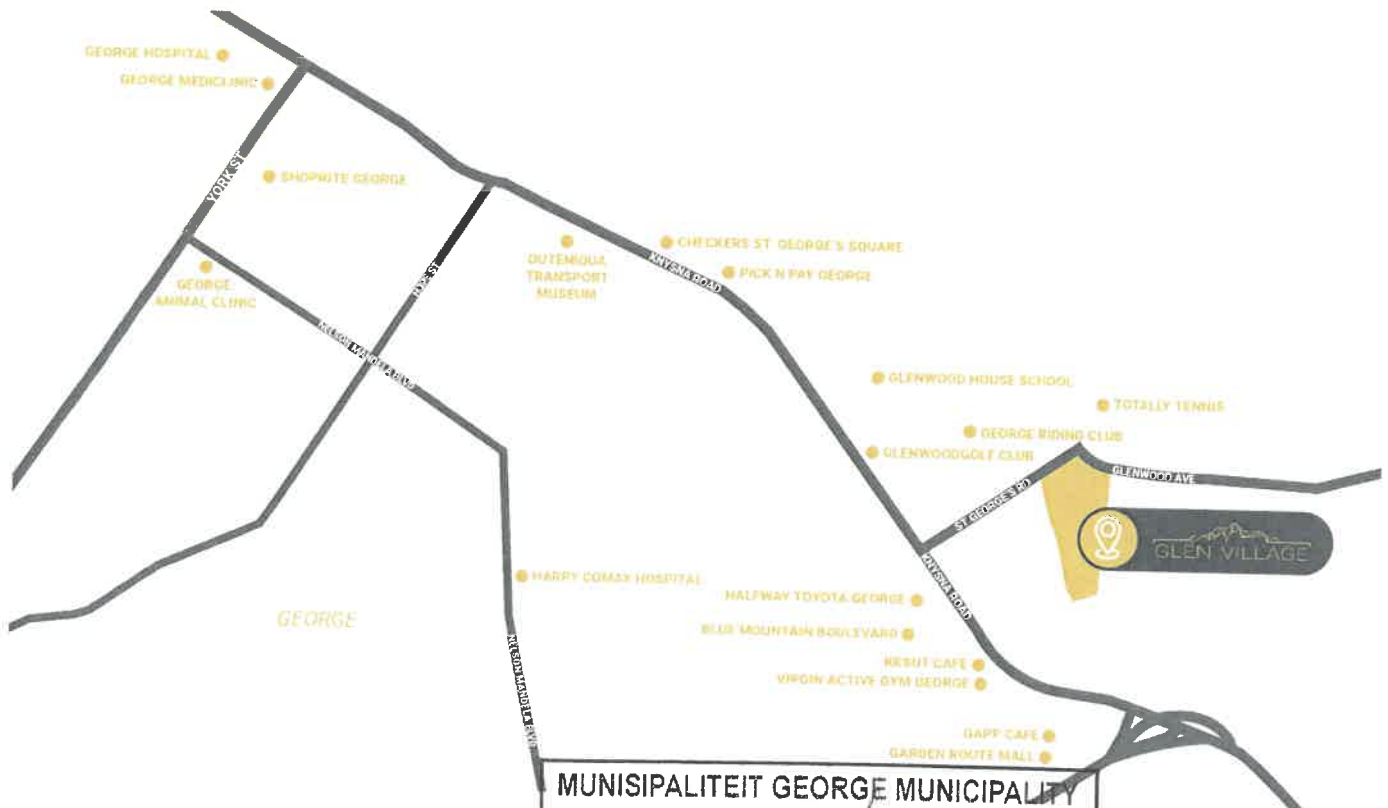 GEORGE HOSPITAL
GEORGE MEDICLINIC
YORK ST
SHOPRITE GEORGE
GEORGE
ANIMAL CLINIC
HOPE ST
OUTENIQUA
TRANSPORT
MUSEUM
CHECKERS ST GEORGE'S SQUARE
KNYSNA ROAD
PICK N PAY GEORGE
NELSON MANDELA BLVD
GLENWOOD HOUSE SCHOOL
TOTALLY TENNIS
GEORGE RIDING CLUB
GLENWOODGOLF CLUB
GLENWOOD AVE
ST GEORGE'S RD
GLEN VILLAGE
KNYSNA ROAD
HARRY COMAY HOSPITAL
HALFWAY TOYOTA GEORGE
GEORGE
BLUE MOUNTAIN BOULEVARD
NELSON MANDELA BLVD
VIRGIN ACTIVE GYM GEORGE
GARDEN ROUTE MALL
MUNISIPALITEIT GEORGE MUNICIPALITY